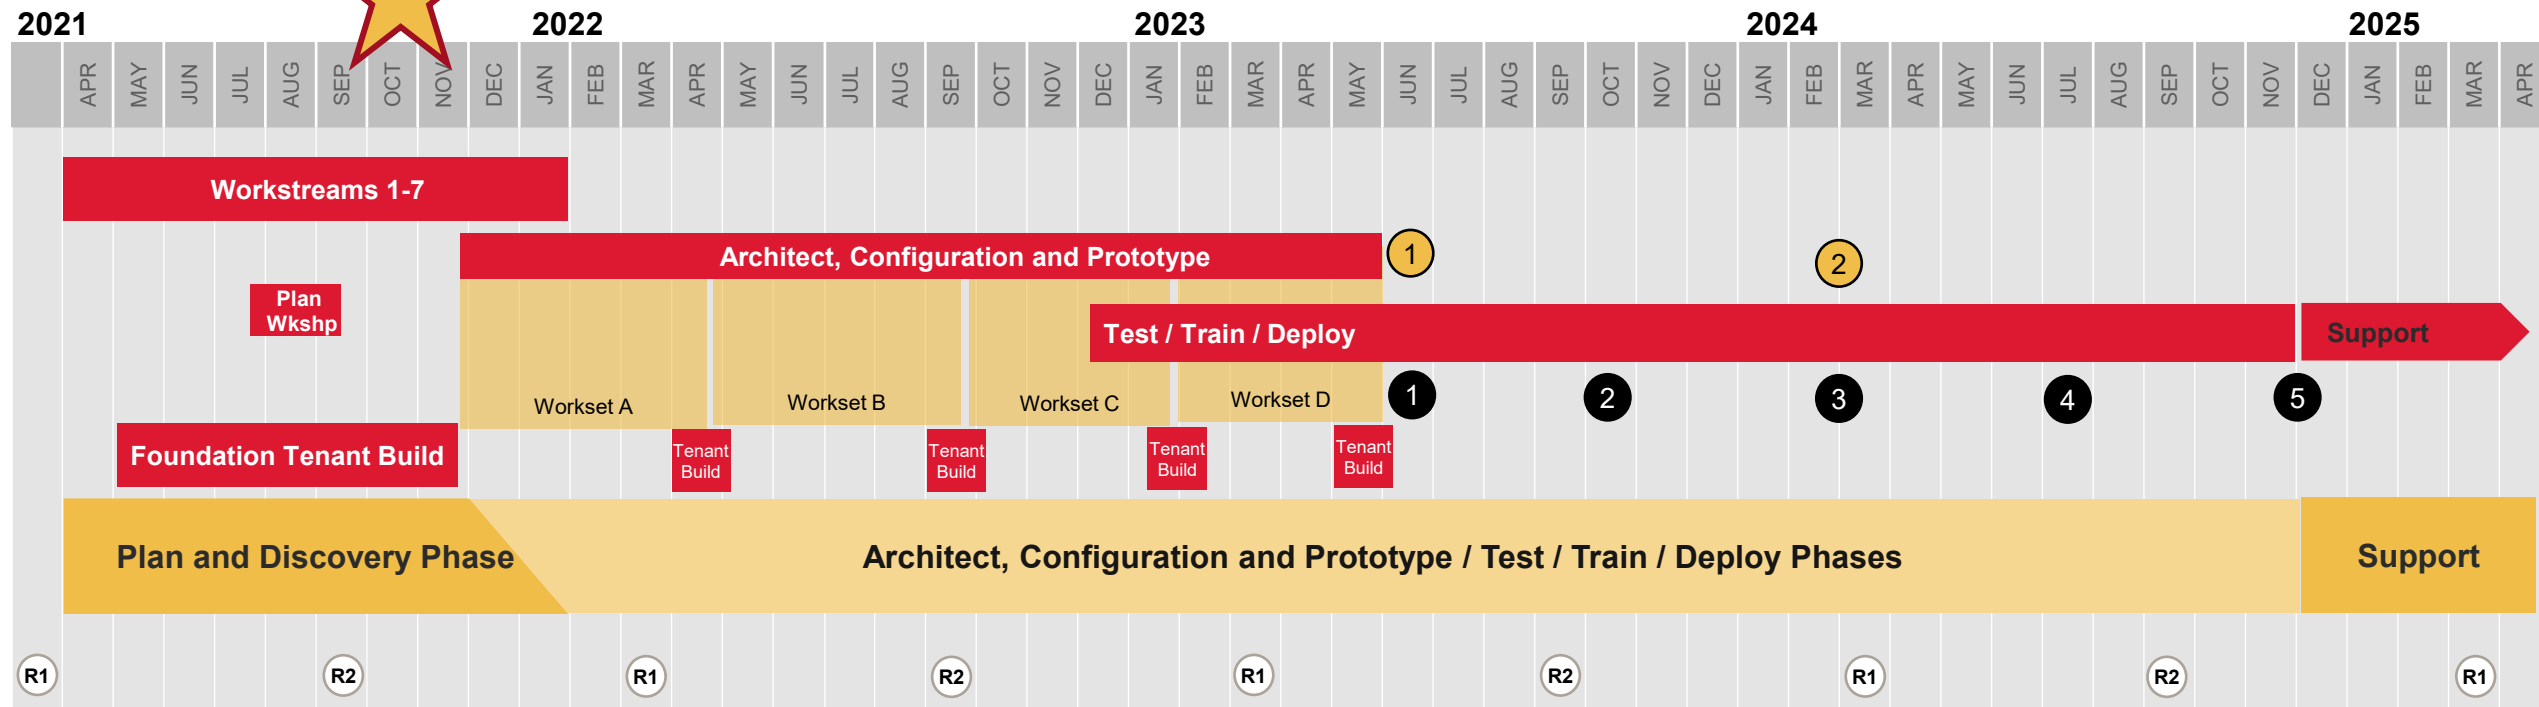 2021 2022 2023 2024 2025
APR MAY JUN JUL AUG SEP OCT NOV DEC JAN FEB MAR APR MAY JUN JUL AUG SEP OCT NOV DEC JAN FEB MAR APR MAY JUN JUL AUG SEP OCT NOV DEC JAN FEB MAR APR MAY JUN JUL AUG SEP OCT NOV DEC JAN FEB MAR APR
Workstreams 1-7
Architect, Configuration and Prototype 1 2
Plan
Wkshp
Test / Train / Deploy Support
Workset A Workset B Workset C Workset D 1 2 3 4 5
Foundation Tenant Build
Tenant
Build
Tenant
Build
Tenant
Build
Tenant
Build
Plan and Discovery Phase Architect, Configuration and Prototype / Test / Train / Deploy Phases Support
R1 R2 R1 R2 R1 R2 R1 R2 R1